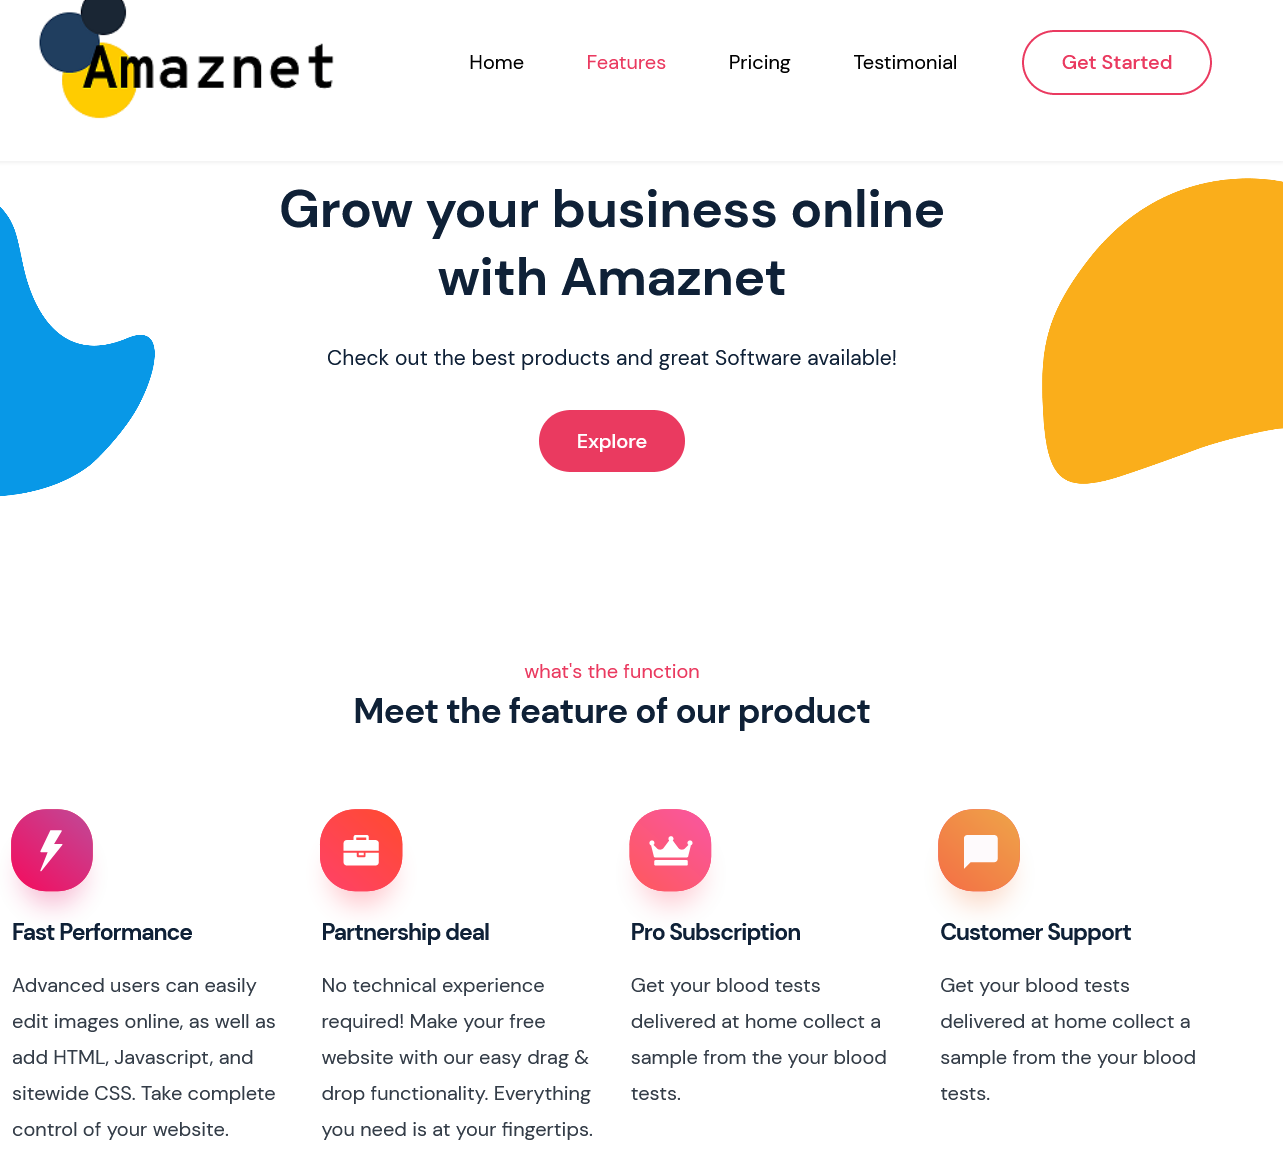 Amaznet
Home
Features
Pricing
Testimonial
Get Started
Grow your business online
with Amaznet
Check out the best products and great Software available!
Explore
what's the function
Meet the feature of our product
Fast Performance
Advanced users can easily
edit images online, as well as
add HTML, Javascript, and
sitewide CSS. Take complete
control of your website.
Partnership deal
No technical experience
required! Make your free
website with our easy drag &
drop functionality. Everything
you need is at your fingertips.
Pro Subscription
Get your blood tests
delivered at home collect a
sample from the your blood
tests.
Customer Support
Get your blood tests
delivered at home collect a
sample from the your blood
tests.